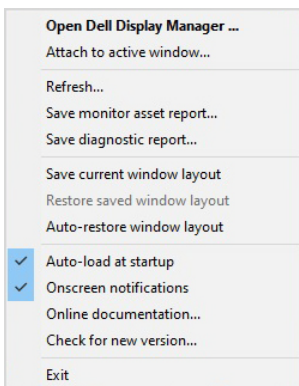 Open Dell Display Manager ...
Attach to active window...
Refresh...
Save monitor asset report...
Save diagnostic report...
Save current window layout
Restore saved window layout
Auto-restore window layout
Auto-load at startup
Onscreen notifications
Online documentation...
Check for new version...
Exit